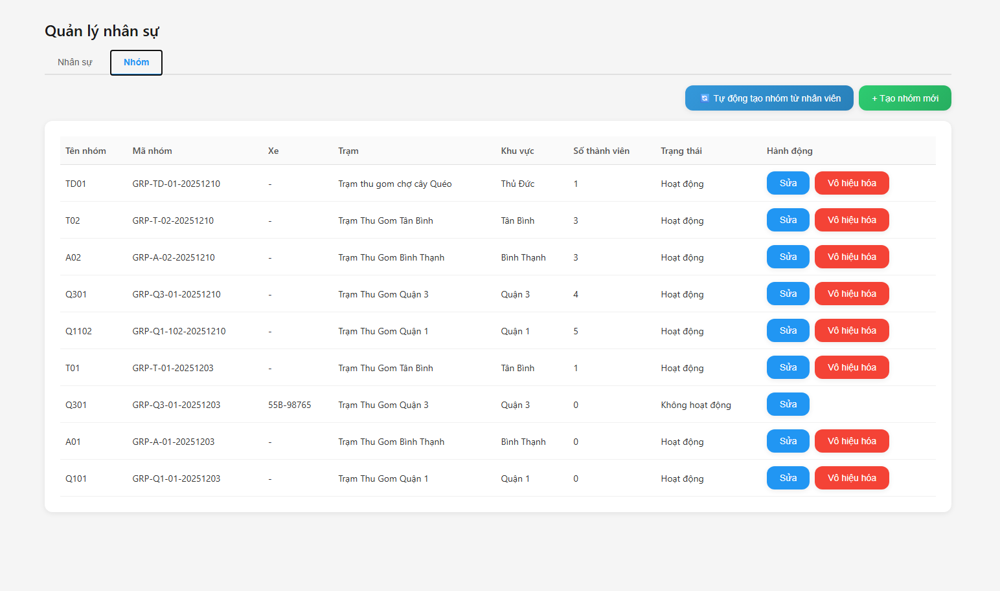 Quản lý nhân sự
Nhân sự Nhóm
Tự động tạo nhóm từ nhân viên + Tạo nhóm mới
Tên nhóm Mã nhóm Xe Trạm Khu vực Số thành viên Trạng thái Hành động
TD01 GRP-TD-01-20251210 - Trạm thu gom chợ cây Quéo Thủ Đức 1 Hoạt động Sửa Vô hiệu hóa
T02 GRP-T-02-20251210 - Trạm Thu Gom Tân Bình Tân Bình 3 Hoạt động Sửa Vô hiệu hóa
A02 GRP-A-02-20251210 - Trạm Thu Gom Bình Thạnh Bình Thạnh 3 Hoạt động Sửa Vô hiệu hóa
Q301 GRP-Q3-01-20251210 - Trạm Thu Gom Quận 3 Quận 3 4 Hoạt động Sửa Vô hiệu hóa
Q1102 GRP-Q1-102-20251210 - Trạm Thu Gom Quận 1 Quận 1 5 Hoạt động Sửa Vô hiệu hóa
T01 GRP-T-01-20251203 - Trạm Thu Gom Tân Bình Tân Bình 1 Hoạt động Sửa Vô hiệu hóa
Q301 GRP-Q3-01-20251203 55B-98765 Trạm Thu Gom Quận 3 Quận 3 0 Không hoạt động Sửa
A01 GRP-A-01-20251203 - Trạm Thu Gom Bình Thạnh Bình Thạnh 0 Hoạt động Sửa Vô hiệu hóa
Q101 GRP-Q1-01-20251203 - Trạm Thu Gom Quận 1 Quận 1 0 Hoạt động Sửa Vô hiệu hóa